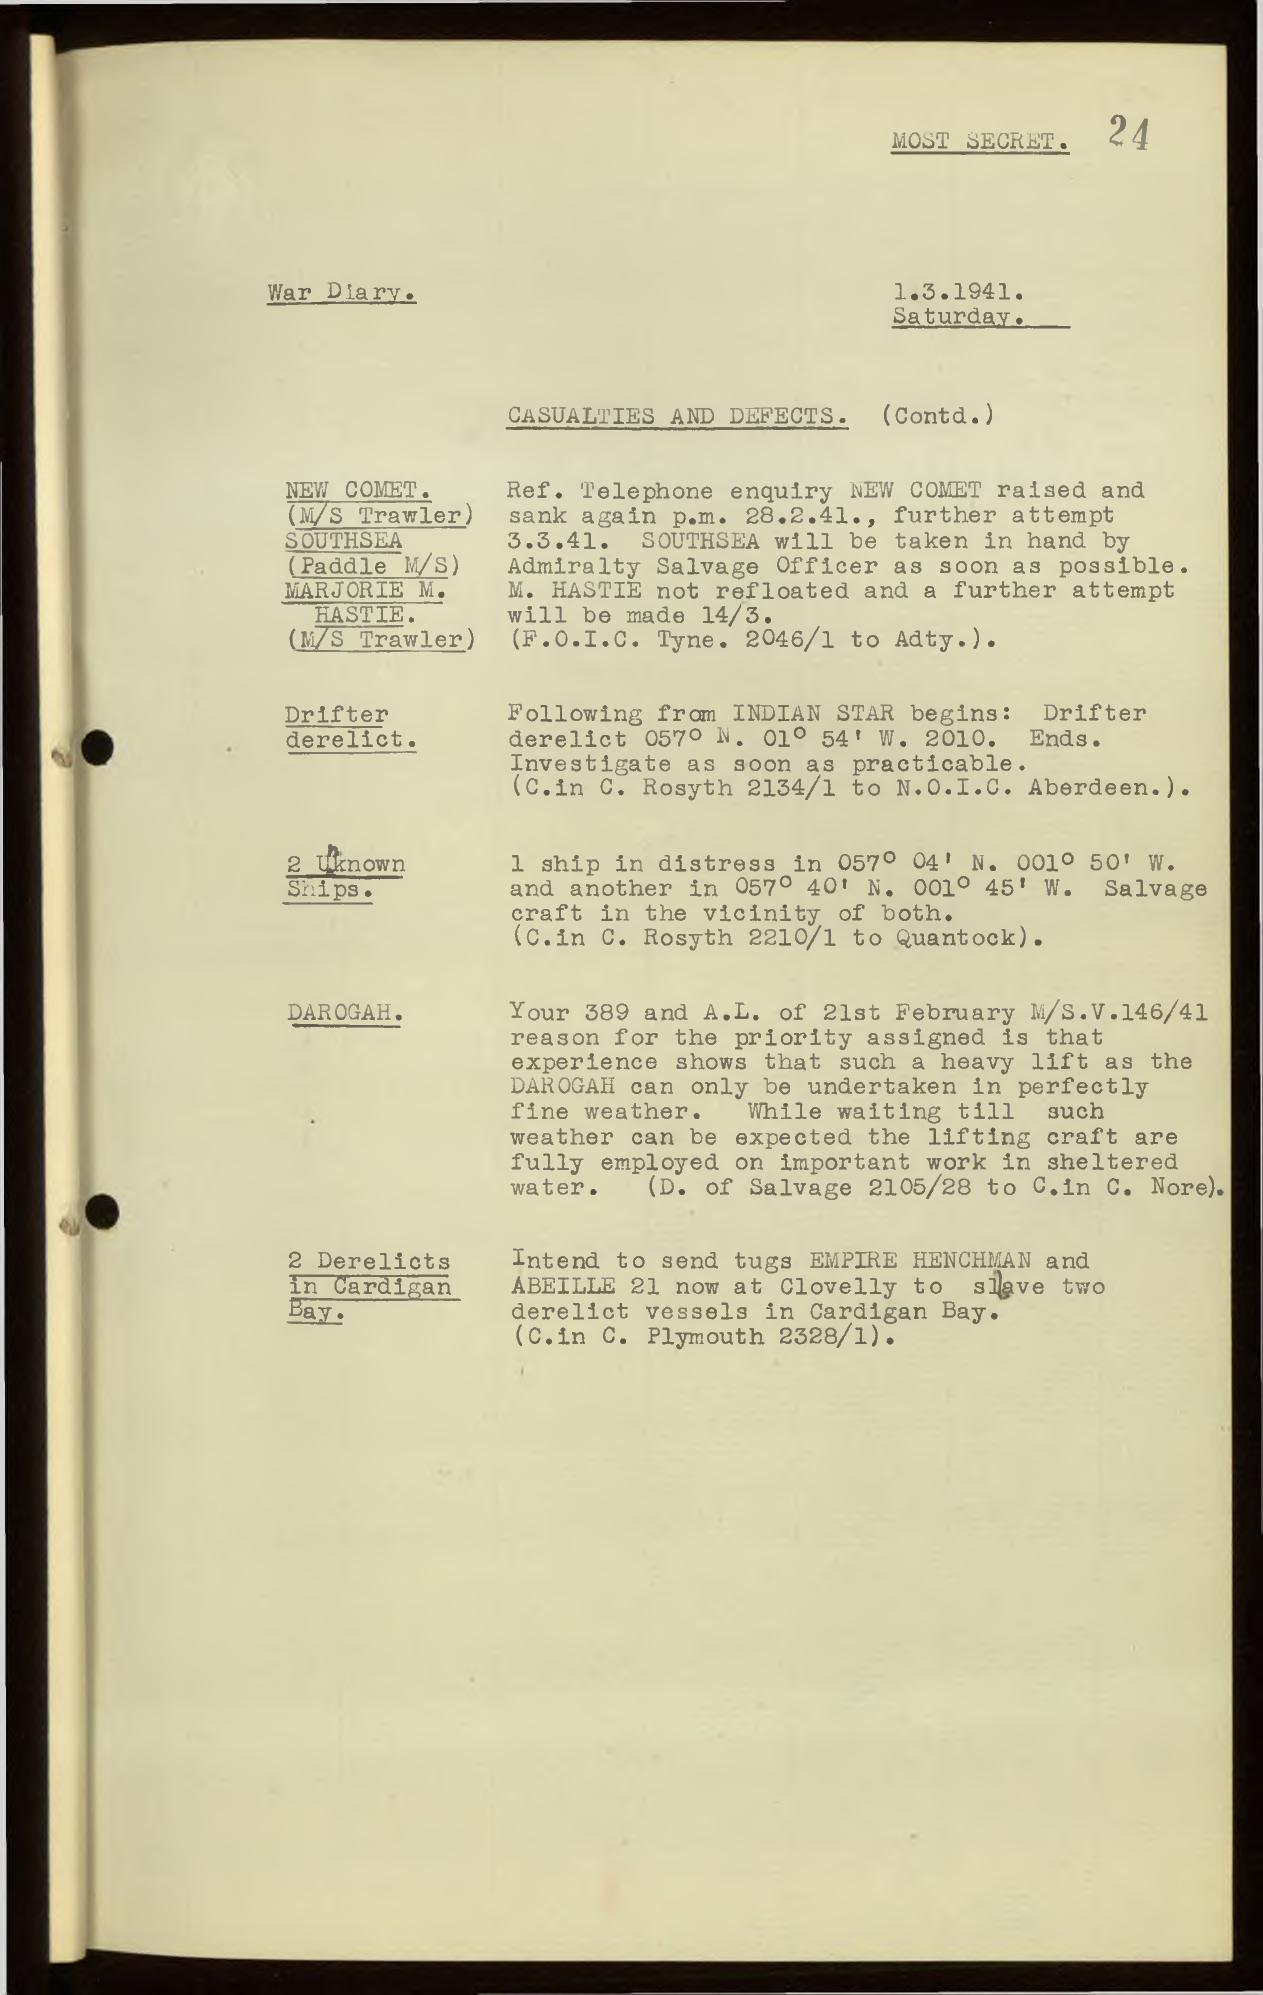 MOST SECRET. 24
War Diary. 1.3.1941.
Saturday.
CASUALTIES AND DEFECTS. (Contd.)
NEW COMET. Ref. Telephone enquiry NEW COMET raised and
(M/S Trawler) sank again p.m. 28.2.41., further attempt
SOUTHSEA 3.3.41. SOUTHSEA will be taken in hand by
(Paddle M/S) Admiralty Salvage Officer as soon as possible.
MARJORIE M. M. HASTIE not refloated and a further attempt
HASTIE. will be made 14/3.
(M/S Trawler) (F.O.I.C. Tyne. 2046/1 to Adty.).
Drifter Following from INDIAN STAR begins: Drifter
derelict. derelict 057° N. 01° 54' W. 2010. Ends.
Investigate as soon as practicable.
(C.in C. Rosyth 2134/1 to N.O.I.C. Aberdeen.).
2 Unknown 1 ship in distress in 057° 04' N. 001° 50' W.
Ships. and another in 057° 40' N. 001° 45' W. Salvage
craft in the vicinity of both.
(C.in C. Rosyth 2210/1 to Quantock).
DAROGAH. Your 389 and A.L. of 21st February M/S.V.146/41
reason for the priority assigned is that
experience shows that such a heavy lift as the
DAROGAH can only be undertaken in perfectly
fine weather. While waiting till such
weather can be expected the lifting craft are
fully employed on important work in sheltered
water. (D. of Salvage 2105/28 to C.in C. Nore).
2 Derelicts Intend to send tugs EMPIRE HENCHMAN and
in Cardigan ABEILLE 21 now at Clovelly to slave two
Bay. derelict vessels in Cardigan Bay.
(C.in C. Plymouth 2328/1).